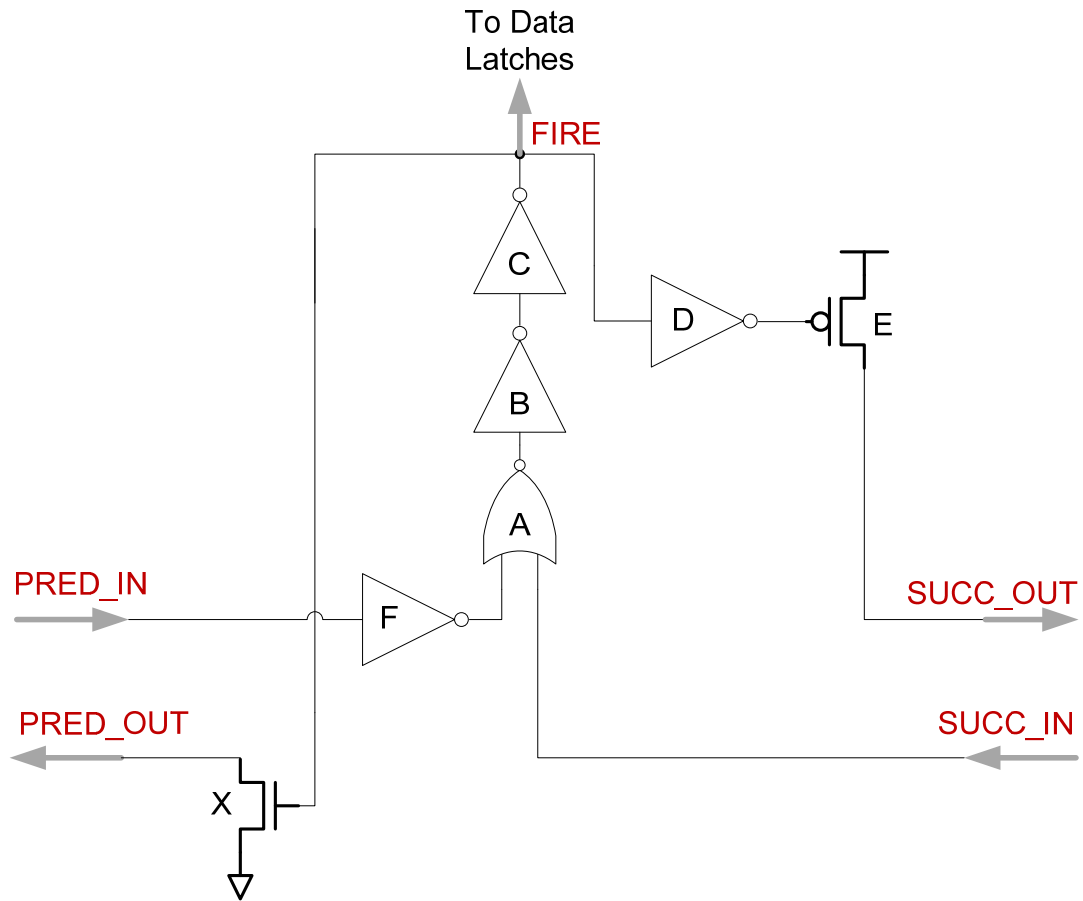 To Data
Latches
FIRE
C
D
E
B
A
PRED_IN
F
SUCC_OUT
PRED_OUT
SUCC_IN
X